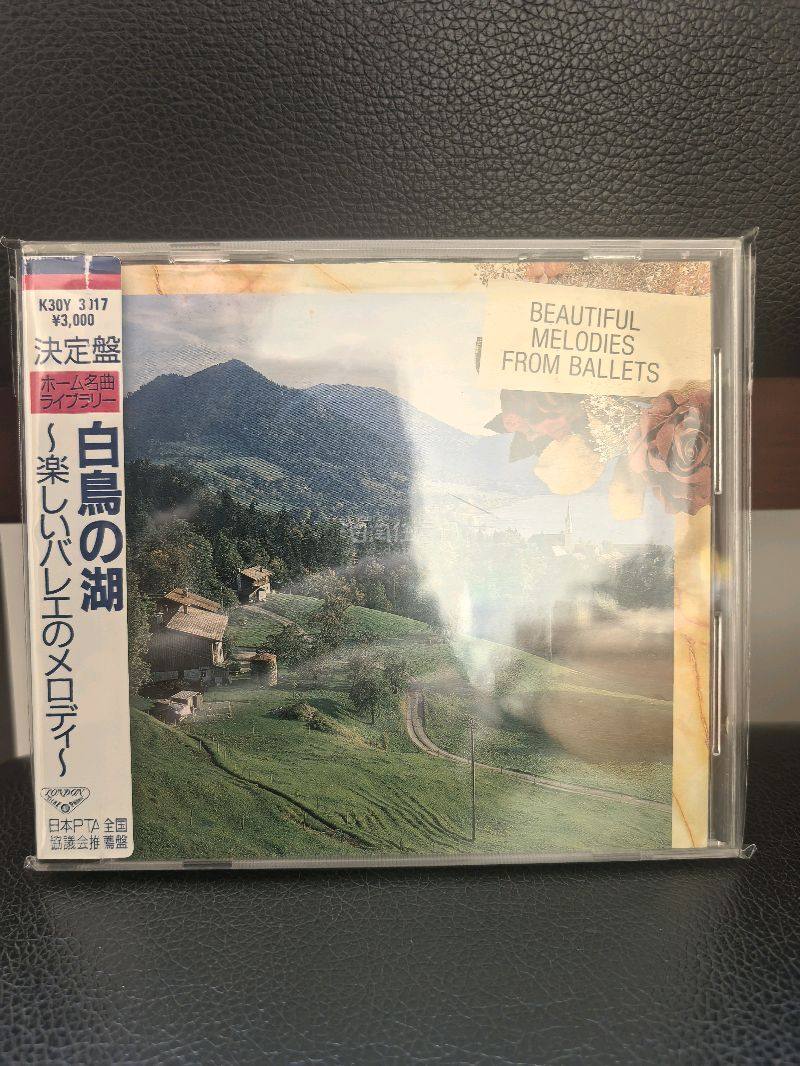 K30Y 3017
¥3,000
決定盤
ホーム名曲
ライブラリー
白鳥の湖
〜楽しいバレエのメロディ〜
LONDON
日本PTA全国
協議会推薦盤
BEAUTIFUL
MELODIES
FROM BALLETS